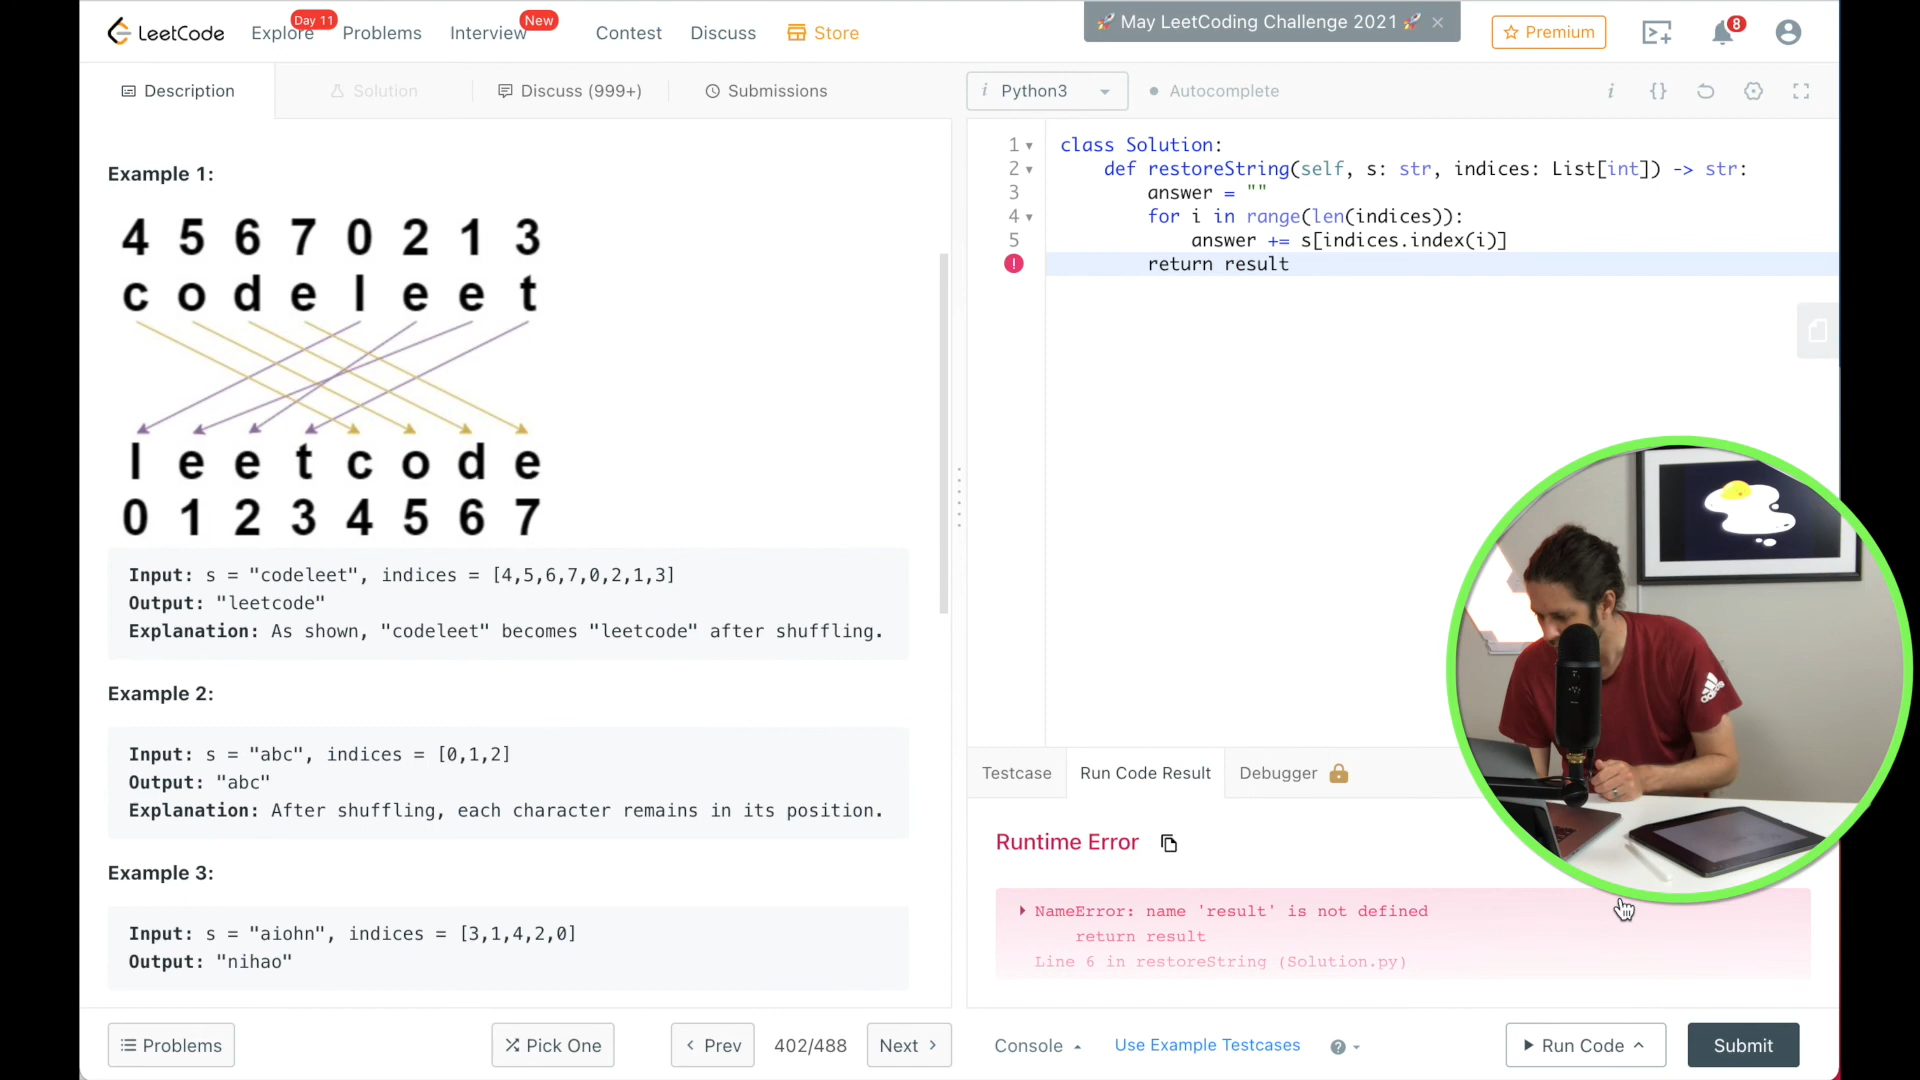 LeetCode
Explore
Day 11
Problems
Interview
New
Contest
Discuss
Store
🚀 May LeetCoding Challenge 2021 🚀 ×
Premium
8
Description
Solution
Discuss (999+)
Submissions
i Python3
Autocomplete
i {}
Example 1:
4 5 6 7 0 2 1 3
c o d e l e e t
l e e t c o d e
0 1 2 3 4 5 6 7
Input: s = "codeleet", indices = [4,5,6,7,0,2,1,3]
Output: "leetcode"
Explanation: As shown, "codeleet" becomes "leetcode" after shuffling.
Example 2:
Input: s = "abc", indices = [0,1,2]
Output: "abc"
Explanation: After shuffling, each character remains in its position.
Example 3:
Input: s = "aiohn", indices = [3,1,4,2,0]
Output: "nihao"
Problems
Pick One
Prev
402/488
Next
1 class Solution:
2 def restoreString(self, s: str, indices: List[int]) -> str:
3 answer = ""
4 for i in range(len(indices)):
5 answer += s[indices.index(i)]
! return result
Testcase
Run Code Result
Debugger
Runtime Error
NameError: name 'result' is not defined
return result
Line 6 in restoreString (Solution.py)
Console
Use Example Testcases
?
Run Code
Submit